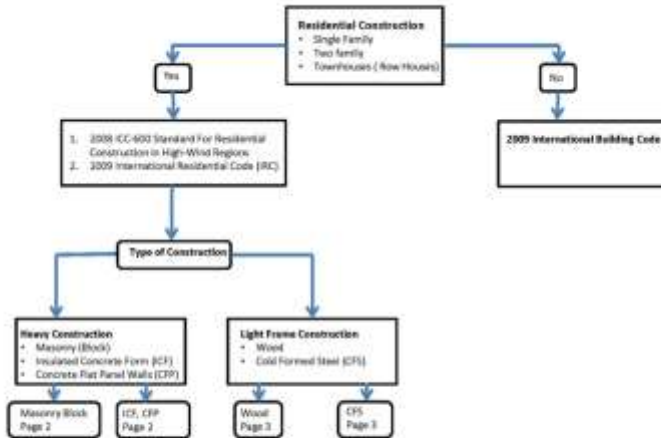 Residential Construction
• Single Family
• Two family
• Townhouses ( Row Houses)
Yes
No
1. 2008 ICC-600 Standard For Residential
Construction in High-Wind Regions
2. 2009 International Residential Code (IRC)
2009 International Building Code
Type of Construction
Heavy Construction
• Masonry (Block)
• Insulated Concrete Form (ICF)
• Concrete Flat Panel Walls (CFP)
Light Frame Construction
• Wood
• Cold Formed Steel (CFS)
Masonry Block
Page 2
ICF, CFP
Page 2
Wood
Page 3
CFS
Page 3